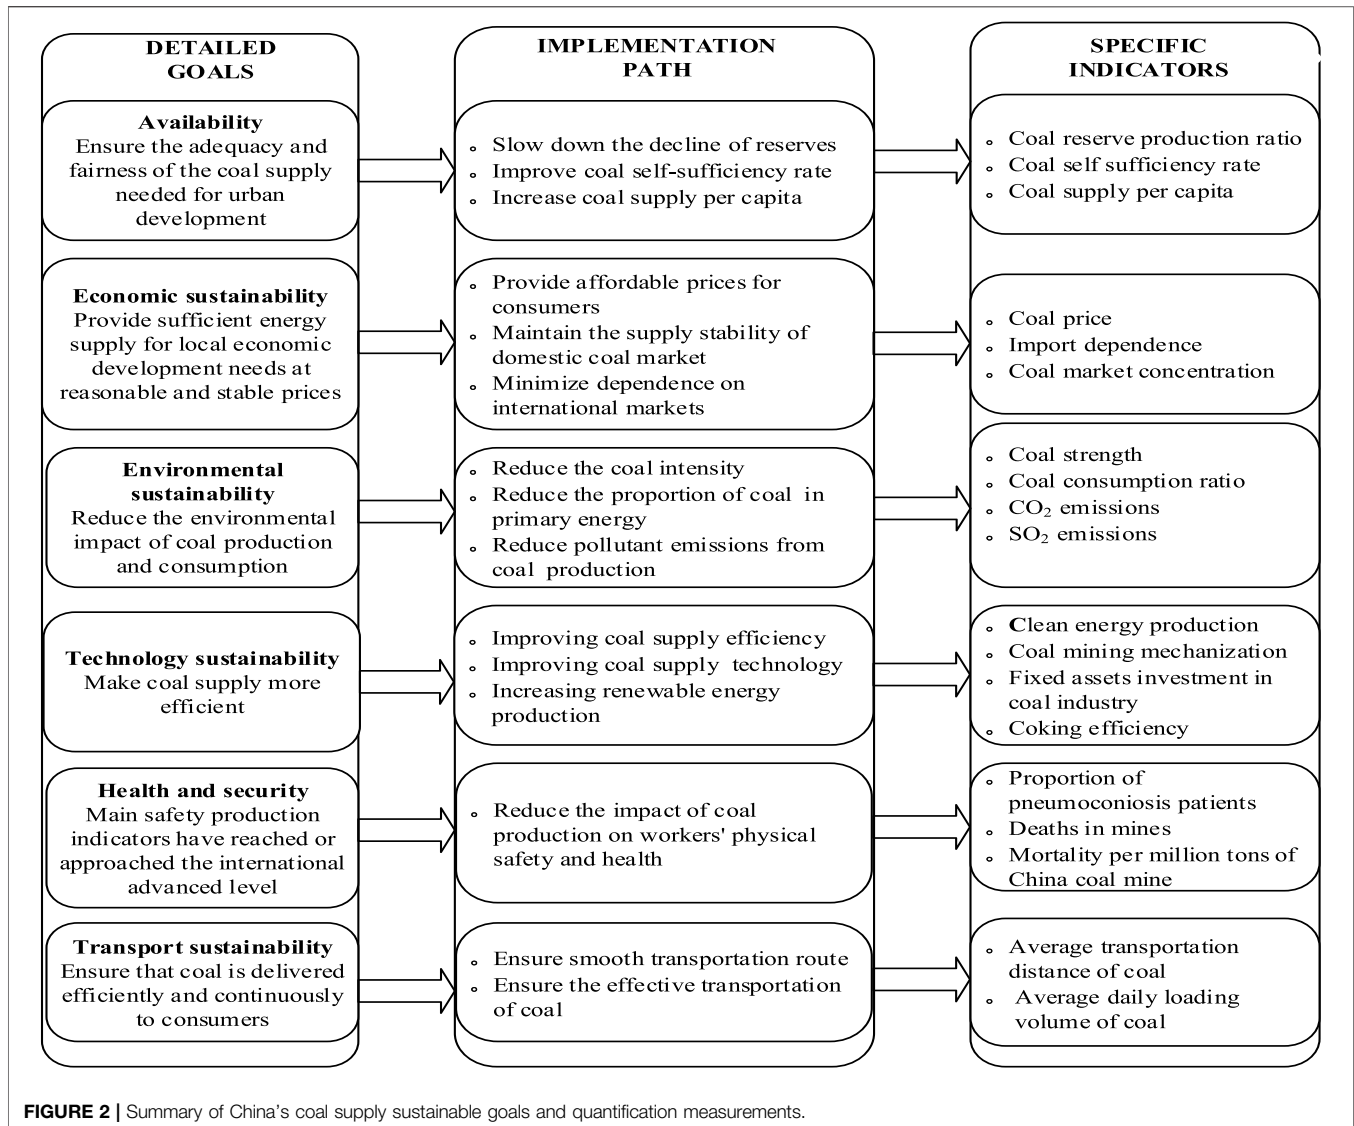 DETAILED
GOALS
IMPLEMENTATION
PATH
SPECIFIC
INDICATORS
Availability
Ensure the adequacy and
fairness of the coal supply
needed for urban
development
Slow down the decline of reserves
Improve coal self-sufficiency rate
Increase coal supply per capita
Coal reserve production ratio
Coal self sufficiency rate
Coal supply per capita
Economic sustainability
Provide sufficient energy
supply for local economic
development needs at
reasonable and stable prices
Provide affordable prices for
consumers
Maintain the supply stability of
domestic coal market
Minimize dependence on
international markets
Coal price
Import dependence
Coal market concentration
Environmental
sustainability
Reduce the environmental
impact of coal production
and consumption
Reduce the coal intensity
Reduce the proportion of coal in
primary energy
Reduce pollutant emissions from
coal production
Coal strength
Coal consumption ratio
CO₂ emissions
SO₂ emissions
Technology sustainability
Make coal supply more
efficient
Improving coal supply efficiency
Improving coal supply technology
Increasing renewable energy
production
Clean energy production
Coal mining mechanization
Fixed assets investment in
coal industry
Coking efficiency
Health and security
Main safety production
indicators have reached or
approached the international
advanced level
Reduce the impact of coal
production on workers' physical
safety and health
Proportion of
pneumoconiosis patients
Deaths in mines
Mortality per million tons of
China coal mine
Transport sustainability
Ensure that coal is delivered
efficiently and continuously
to consumers
Ensure smooth transportation route
Ensure the effective transportation
of coal
Average transportation
distance of coal
Average daily loading
volume of coal
FIGURE 2 | Summary of China's coal supply sustainable goals and quantification measurements.